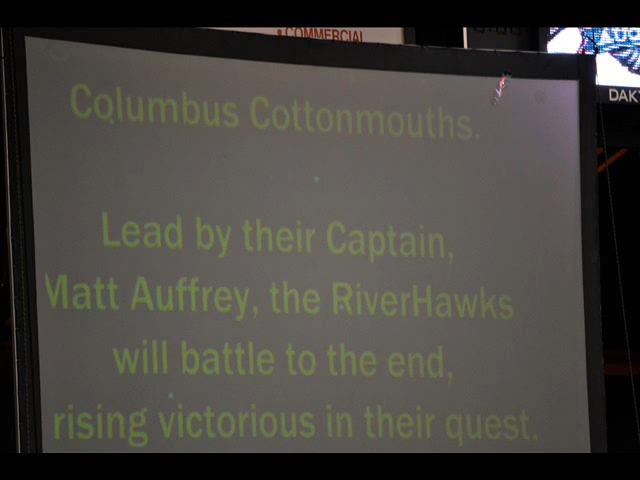 • COMMERCIAL
Columbus Cottonmouths.
Lead by their Captain,
Matt Auffrey, the RiverHawks
will battle to the end,
rising victorious in their quest.